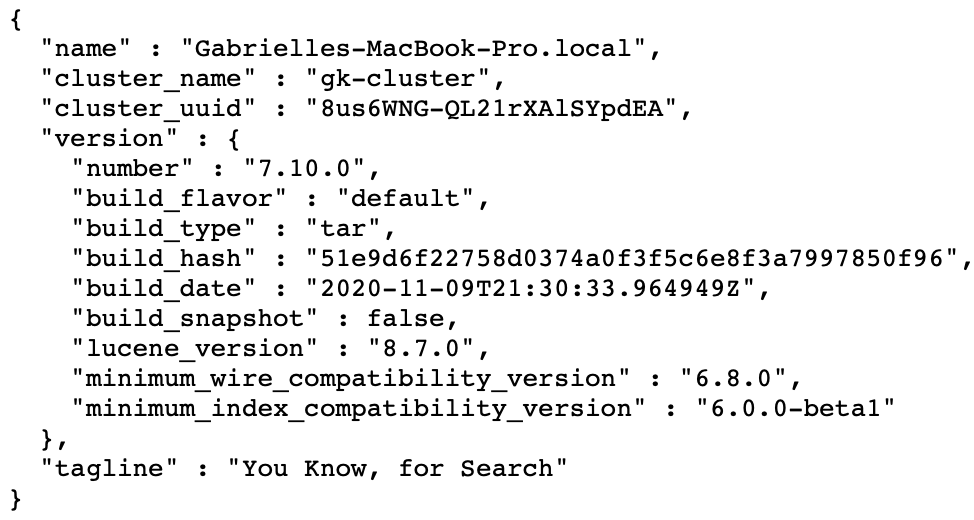 {
  "name" : "Gabrielles-MacBook-Pro.local",
  "cluster_name" : "gk-cluster",
  "cluster_uuid" : "8us6WNG-QL21rXAlSYpdEA",
  "version" : {
    "number" : "7.10.0",
    "build_flavor" : "default",
    "build_type" : "tar",
    "build_hash" : "51e9d6f22758d0374a0f3f5c6e8f3a7997850f96",
    "build_date" : "2020-11-09T21:30:33.964949Z",
    "build_snapshot" : false,
    "lucene_version" : "8.7.0",
    "minimum_wire_compatibility_version" : "6.8.0",
    "minimum_index_compatibility_version" : "6.0.0-beta1"
  },
  "tagline" : "You Know, for Search"
}